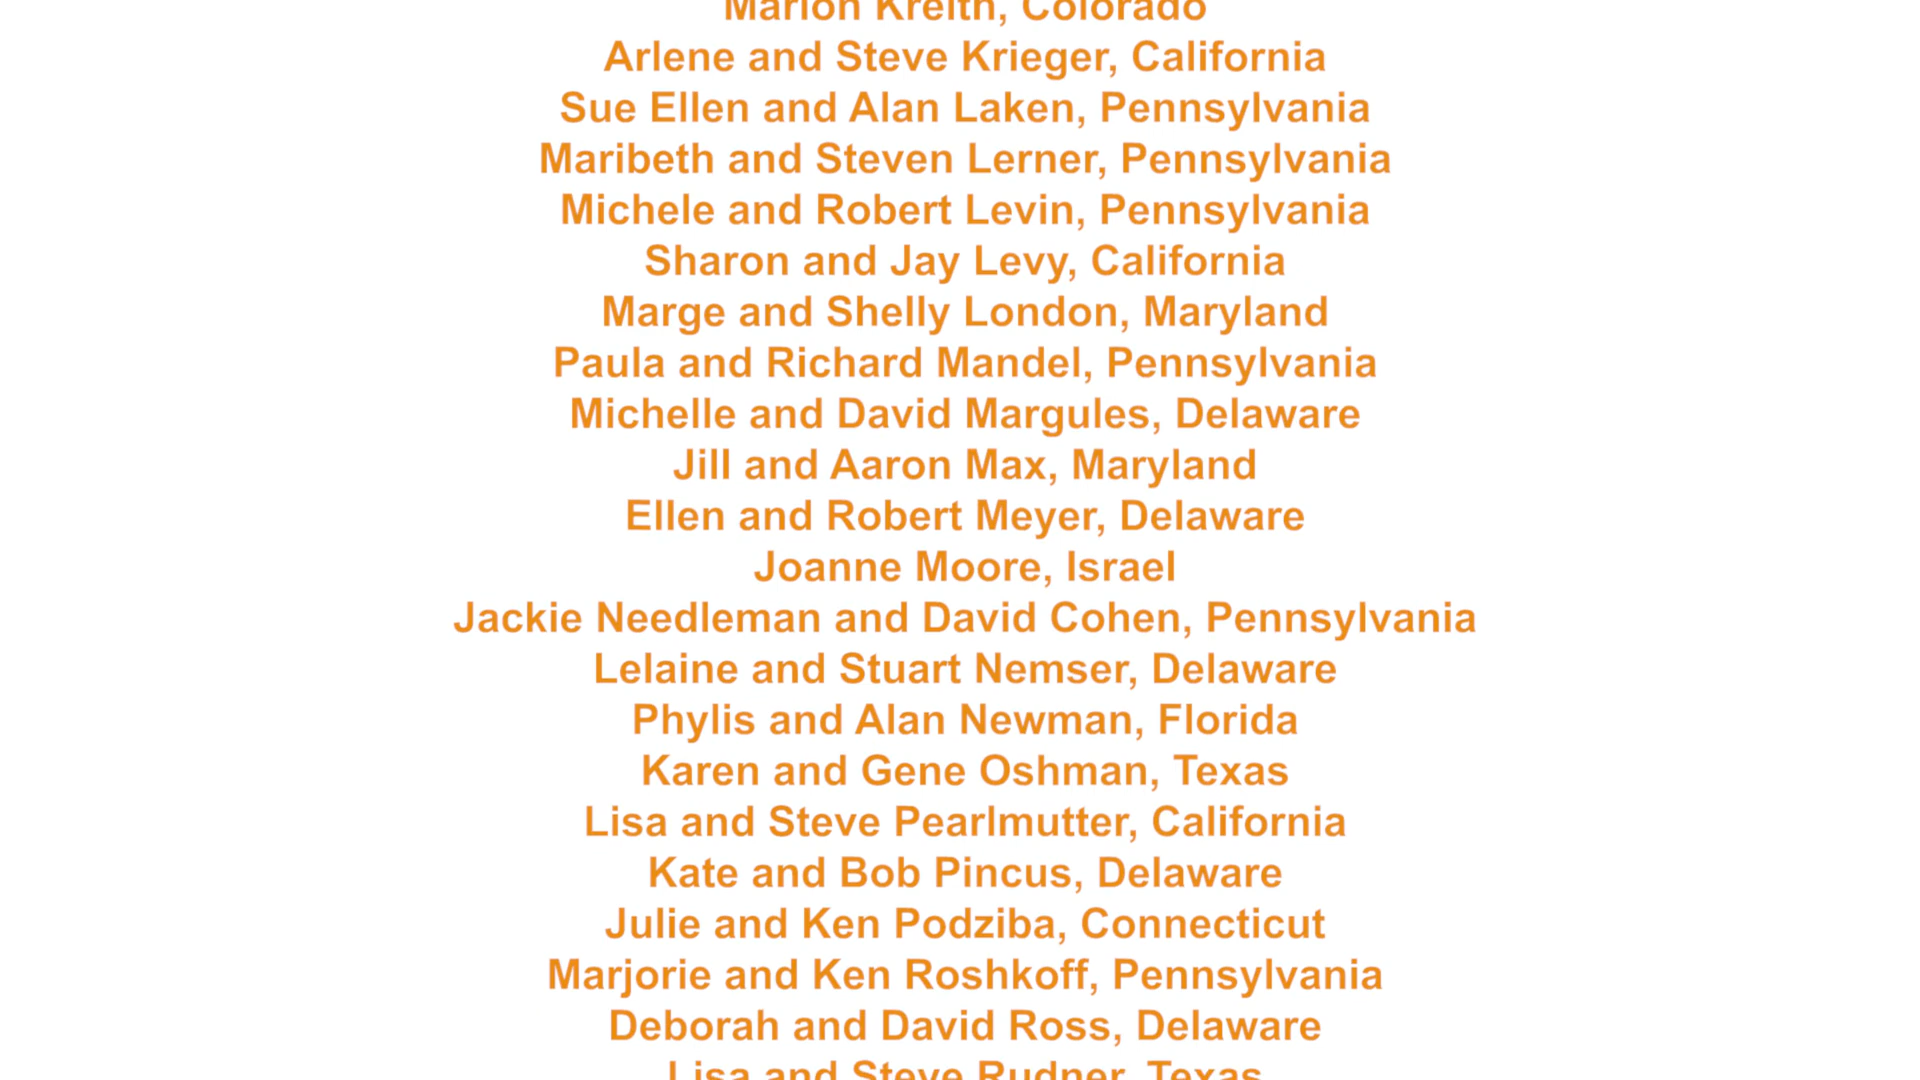 Marion Kreith, Colorado
Arlene and Steve Krieger, California
Sue Ellen and Alan Laken, Pennsylvania
Maribeth and Steven Lerner, Pennsylvania
Michele and Robert Levin, Pennsylvania
Sharon and Jay Levy, California
Marge and Shelly London, Maryland
Paula and Richard Mandel, Pennsylvania
Michelle and David Margules, Delaware
Jill and Aaron Max, Maryland
Ellen and Robert Meyer, Delaware
Joanne Moore, Israel
Jackie Needleman and David Cohen, Pennsylvania
Lelaine and Stuart Nemser, Delaware
Phylis and Alan Newman, Florida
Karen and Gene Oshman, Texas
Lisa and Steve Pearlmutter, California
Kate and Bob Pincus, Delaware
Julie and Ken Podziba, Connecticut
Marjorie and Ken Roshkoff, Pennsylvania
Deborah and David Ross, Delaware
Lisa and Steve Rudner, Texas